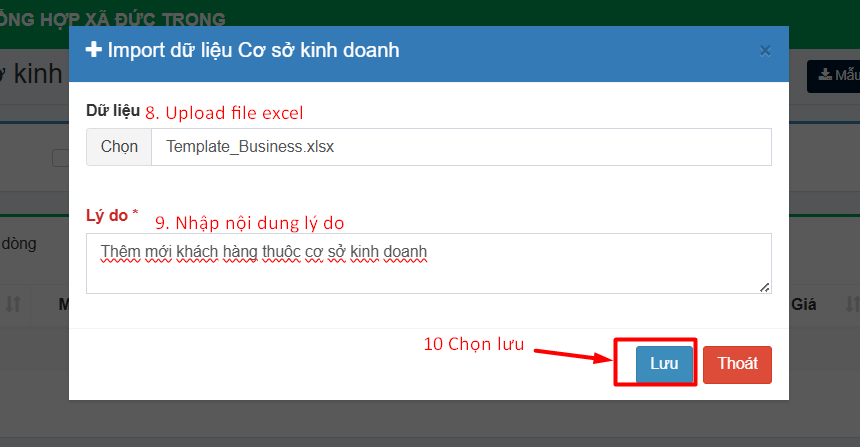 ỔNG HỢP XÃ ĐỨC TRỌNG
Import dữ liệu Cơ sở kinh doanh ×
kinh
Mẫu
Dữ liệu 8. Upload file excel
Chọn Template_Business.xlsx
Lý do * 9. Nhập nội dung lý do
dòng
Thêm mới khách hàng thuộc cơ sở kinh doanh
M
Giá
10 Chọn lưu
Lưu Thoát